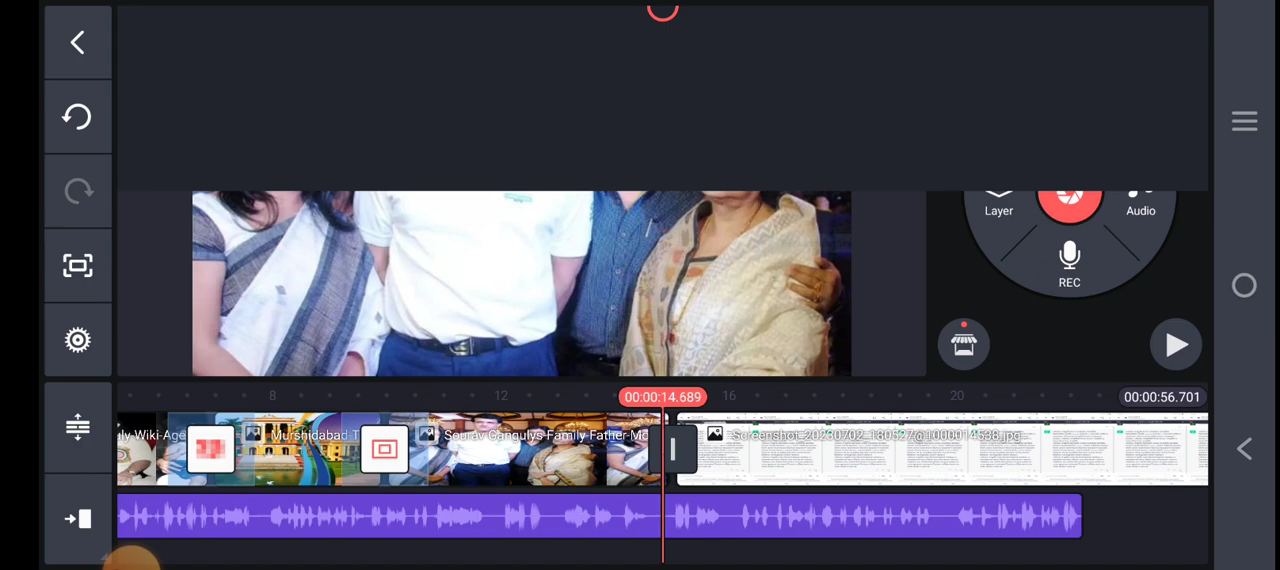 Layer
Audio
REC
8
12
00:00:14.689
16
20
00:00:56.701
ly Wiki-Age
Murshidabad T
Sourav Gangulys Family Father Mo
Screenshot_20230702_180527
.jpg